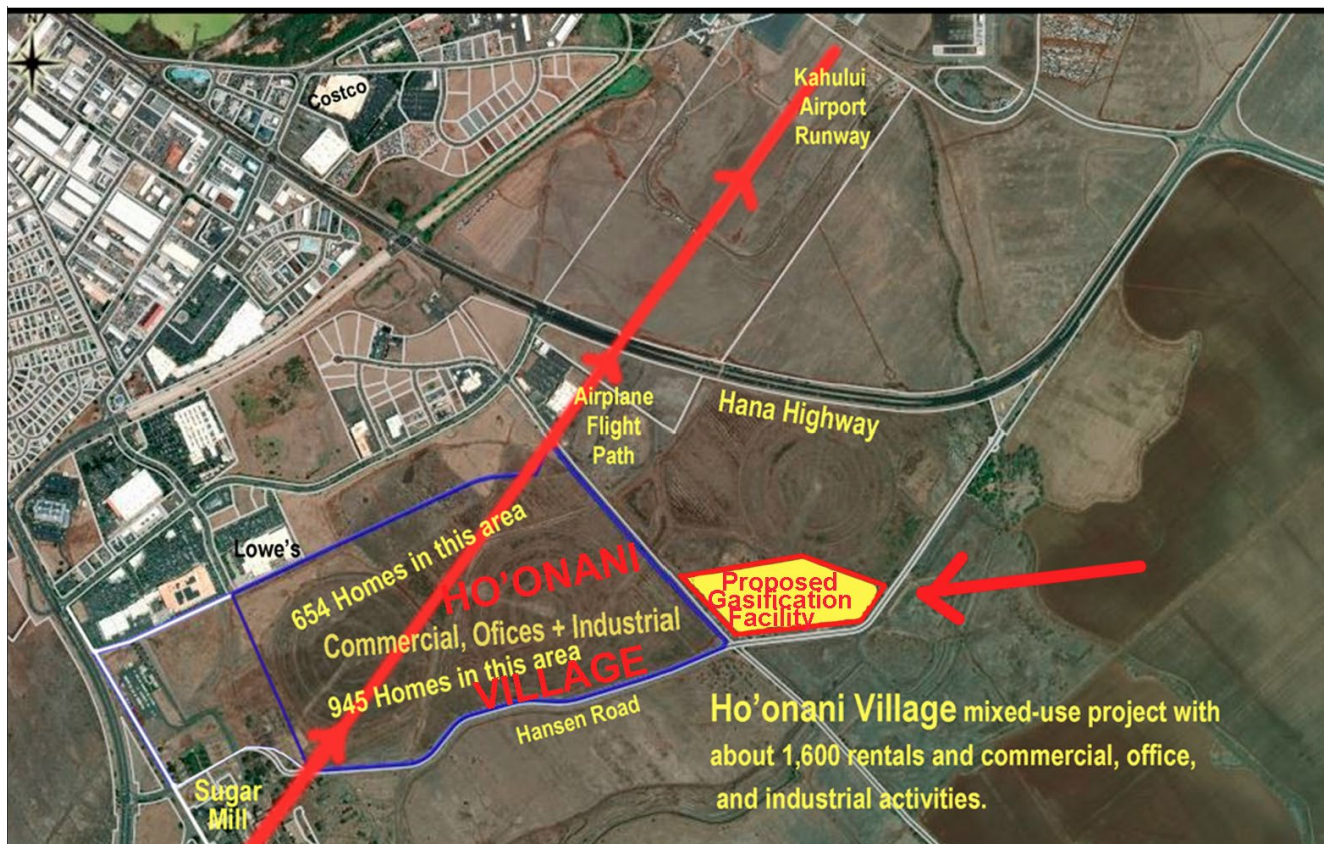 N
Costco
Kahului
Airport
Runway
Airplane
Flight
Path
Hana Highway
Lowe's
654 Homes in this area
HO'ONANI
Commercial, Ofices + Industrial
945 Homes in this area
VILLAGE
Hansen Road
Proposed
Gasification
Facility
Sugar
Mill
Ho'onani Village mixed-use project with
about 1,600 rentals and commercial, office,
and industrial activities.